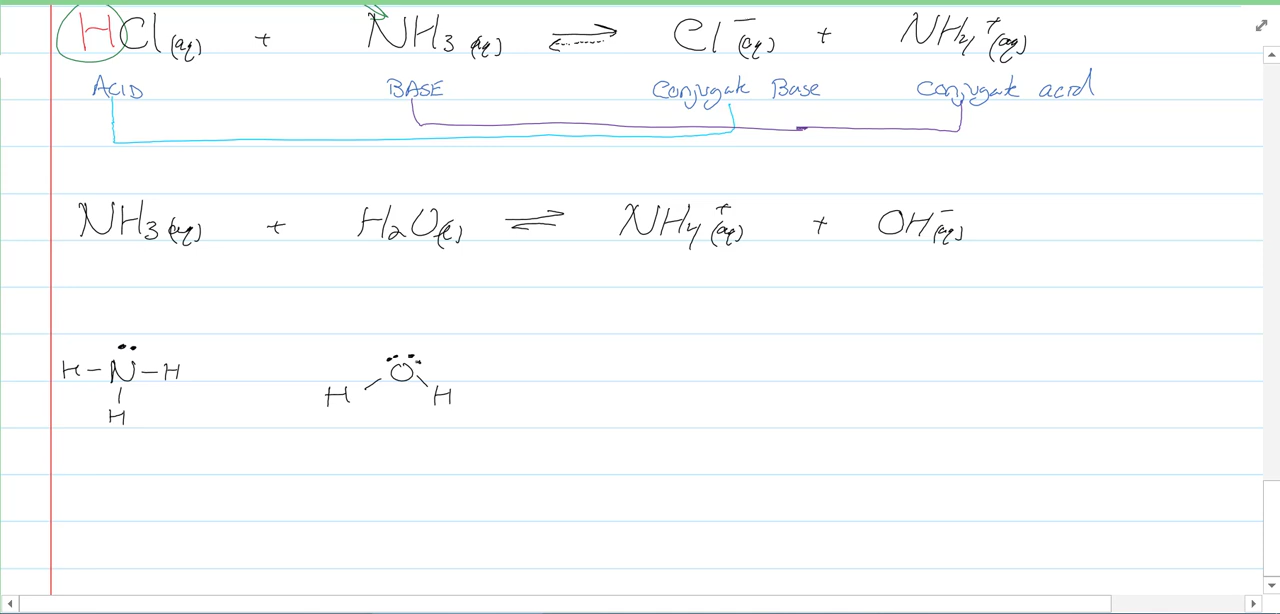 HCl(aq) + NH3(aq) ⇌ Cl⁻(aq) + NH4⁺(aq)
ACID BASE Conjugate Base Conjugate acid
NH3(aq) + H2O(l) ⇌ NH4⁺(aq) + OH⁻(aq)
H-N-H O
H H H